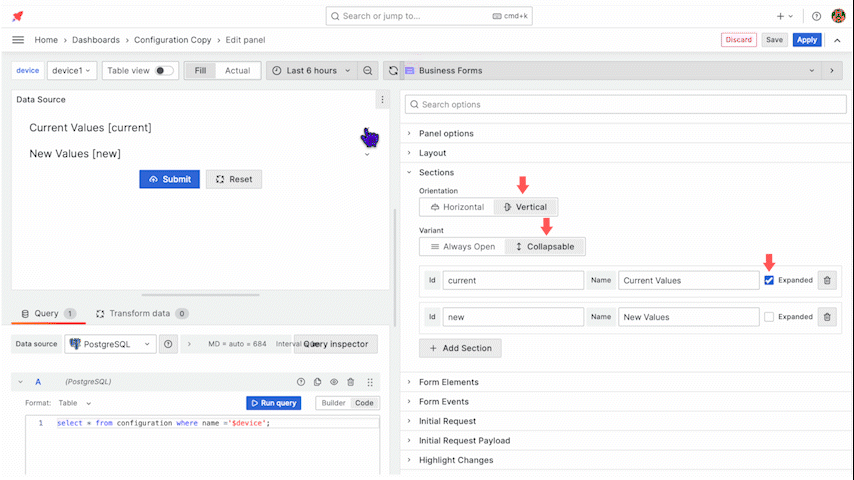 Search or jump to...
cmd+k
Home > Dashboards > Configuration Copy > Edit panel
Discard
Save
Apply
device
device1
Table view
Fill
Actual
Last 6 hours
Business Forms
Data Source
Current Values [current]
New Values [new]
Submit
Reset
Search options
Panel options
Layout
Sections
Orientation
Horizontal
Vertical
Variant
Always Open
Collapsable
Id current Name Current Values Expanded
Id new Name New Values Expanded
+ Add Section
Form Elements
Form Events
Initial Request
Initial Request Payload
Highlight Changes
Query 1
Transform data 0
Data source
PostgreSQL
MD = auto = 684
Interval
Query inspector
A (PostgreSQL)
Format: Table
Run query
Builder
Code
1 select * from configuration where name ='$device';